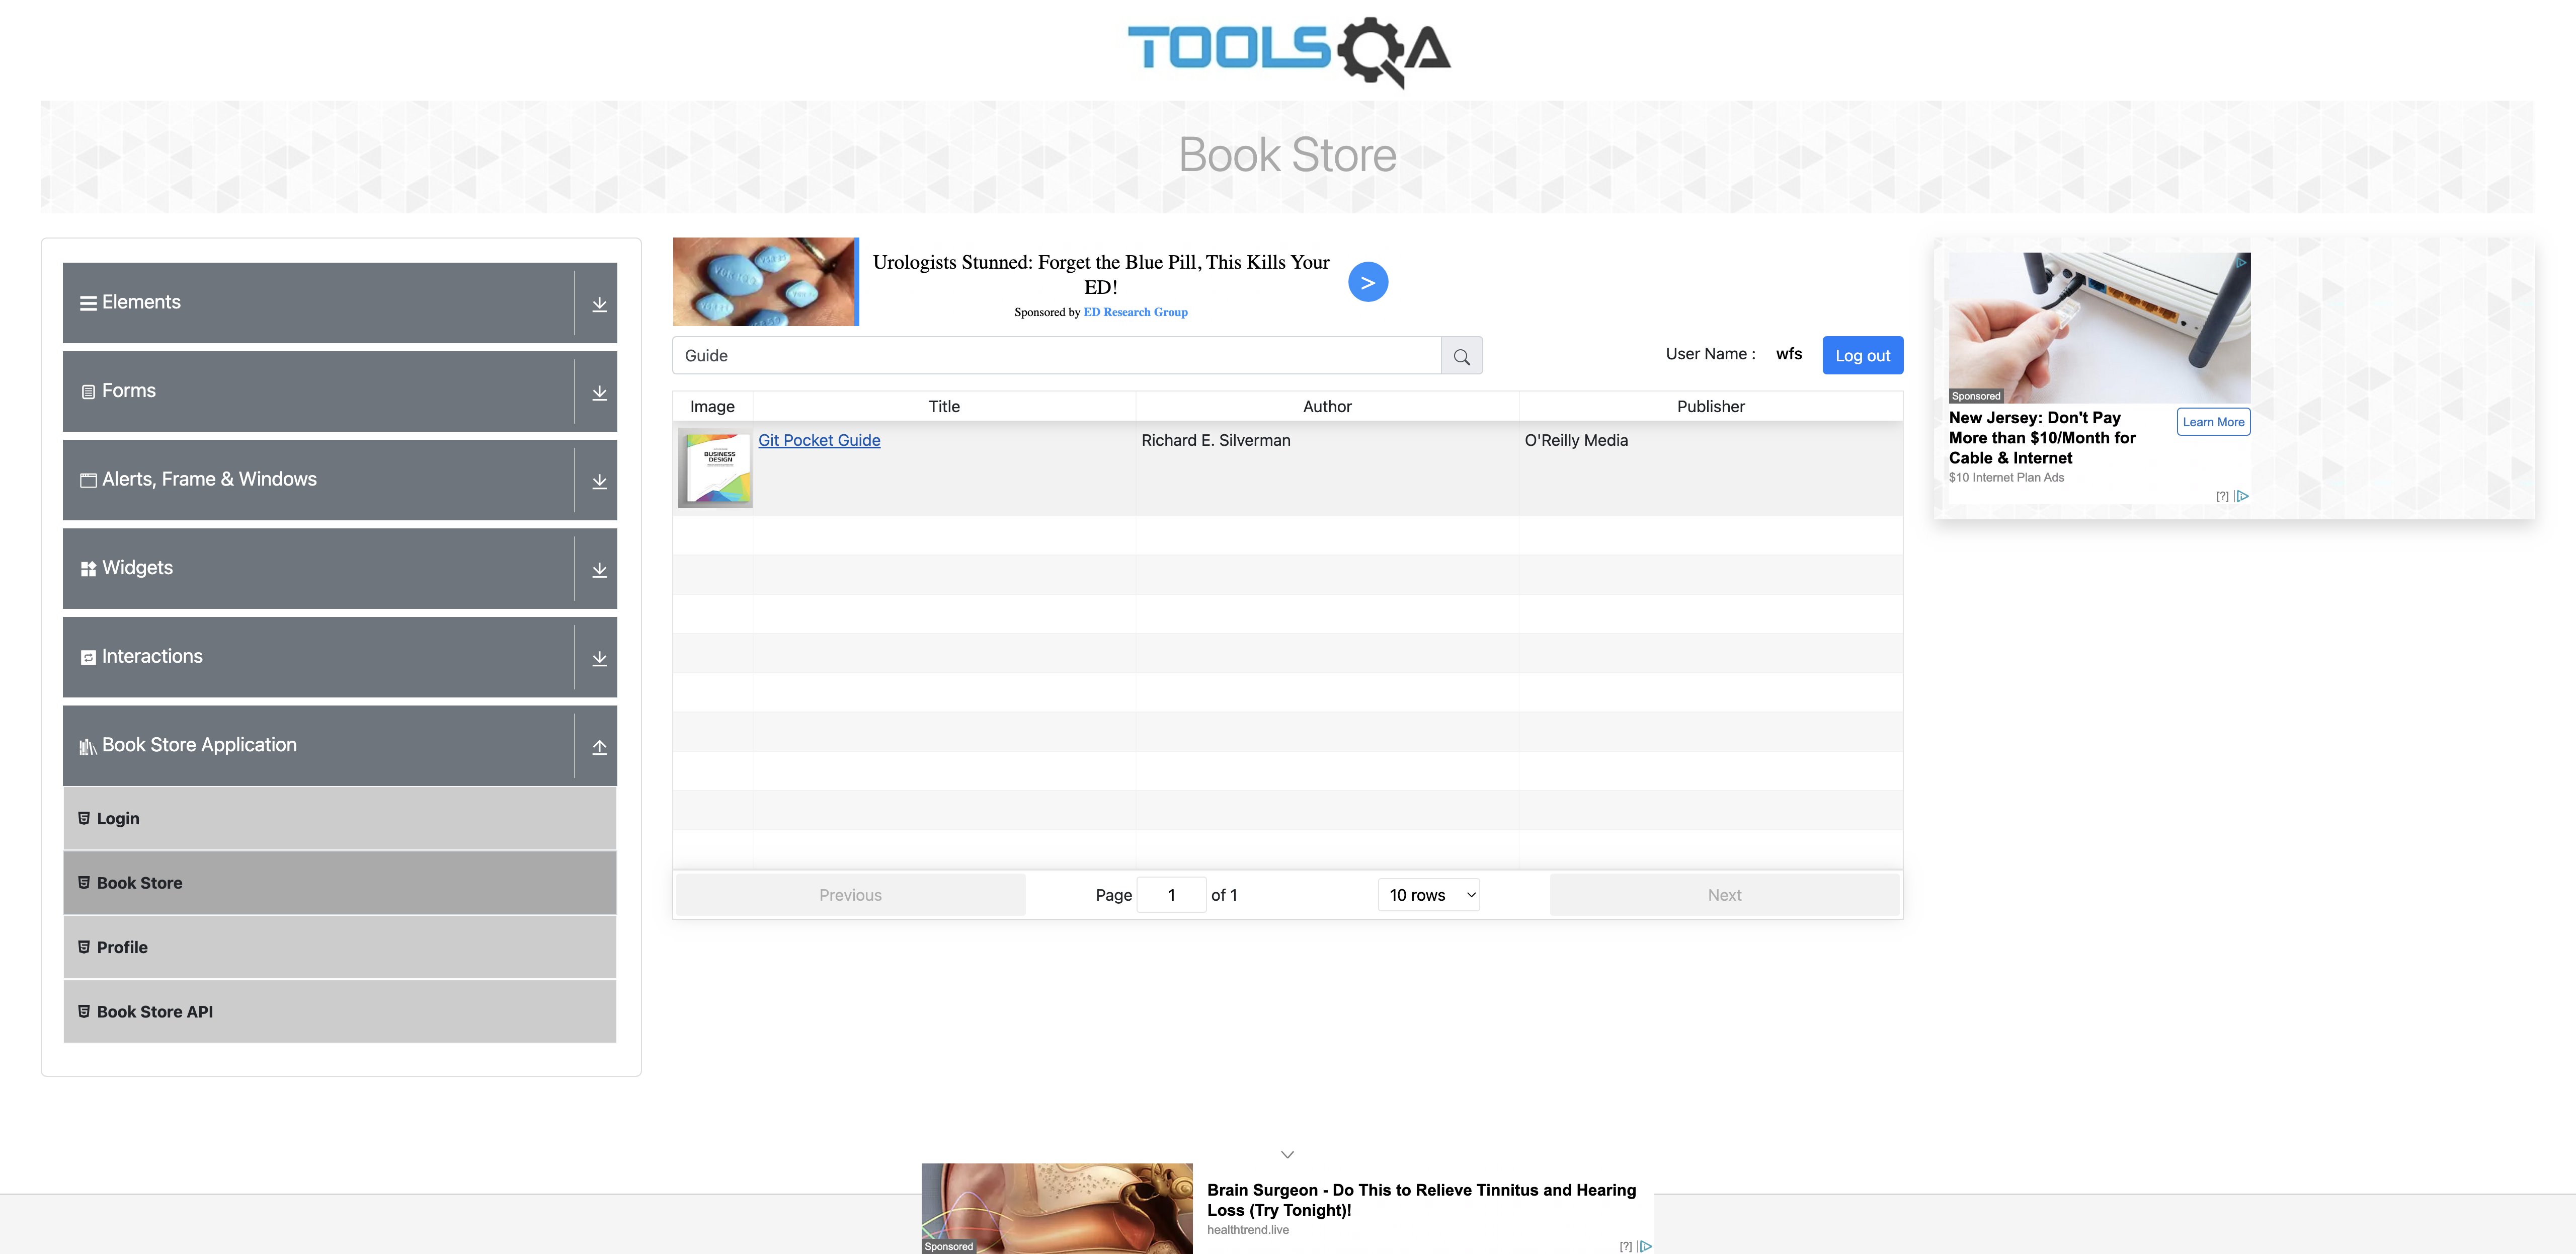 TOOLSQA
Book Store
Elements
Forms
Alerts, Frame & Windows
Widgets
Interactions
Book Store Application
Login
Book Store
Profile
Book Store API
Urologists Stunned: Forget the Blue Pill, This Kills Your
ED!
Sponsored by ED Research Group
>
Guide
User Name :
wfs
Log out
Image
Title
Author
Publisher
BUSINESS
DESIGN
Git Pocket Guide
Richard E. Silverman
O'Reilly Media
Previous
Page
1
of 1
10 rows
Next
Sponsored
New Jersey: Don't Pay
More than $10/Month for
Cable & Internet
Learn More
$10 Internet Plan Ads
[?]
Brain Surgeon - Do This to Relieve Tinnitus and Hearing
Loss (Try Tonight)!
healthtrend.live
Sponsored
[?]